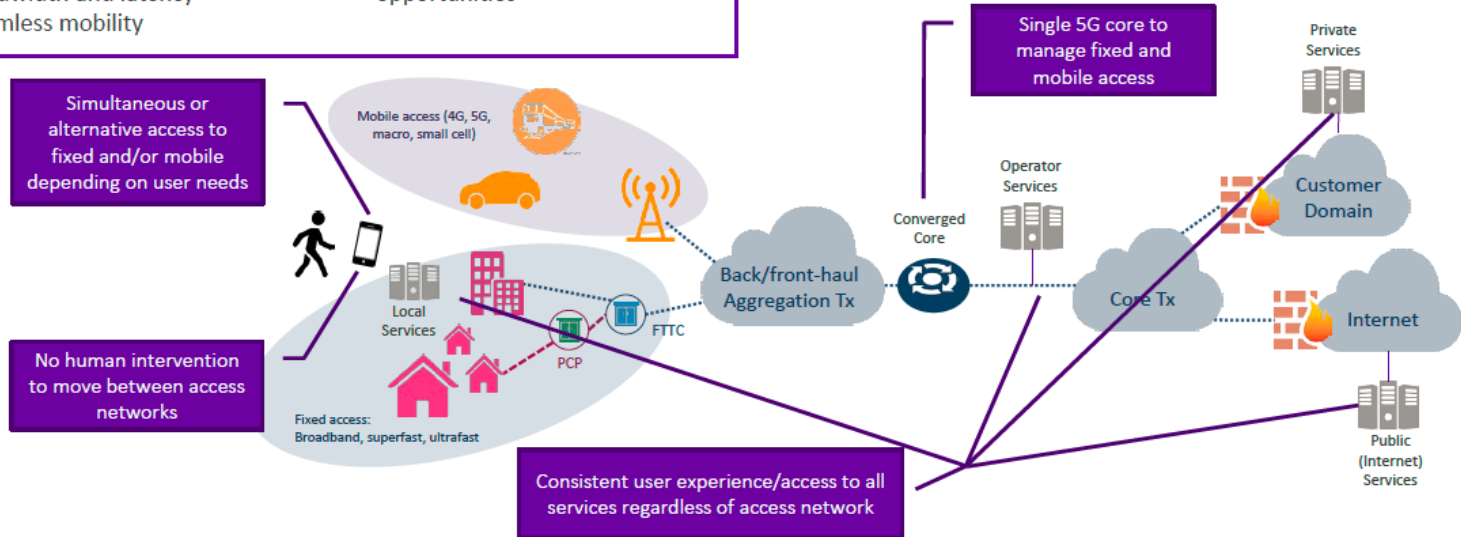 opportunities
mless mobility
Single 5G core to
manage fixed and
mobile access
Private
Services
Simultaneous or
alternative access to
fixed and/or mobile
depending on user needs
Mobile access (4G, 5G,
macro, small cell)
Operator
Services
Customer
Domain
Converged
Core
Back/front-haul
Aggregation Tx
Core Tx
Internet
Local
Services
FTTC
PCP
No human intervention
to move between access
networks
Fixed access:
Broadband, superfast, ultrafast
Public
(Internet)
Services
Consistent user experience/access to all
services regardless of access network